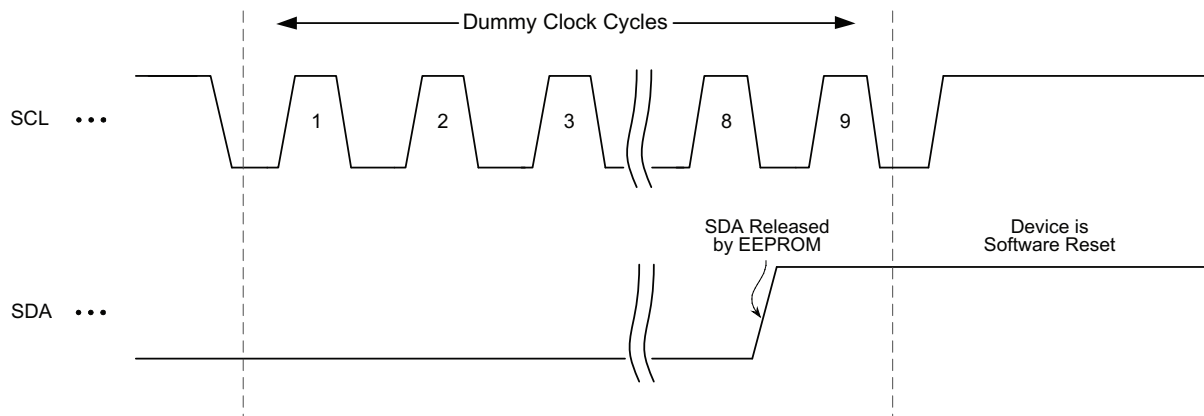 Dummy Clock Cycles
SCL •••
1 2 3 8 9
SDA Released
by EEPROM
Device is
Software Reset
SDA •••